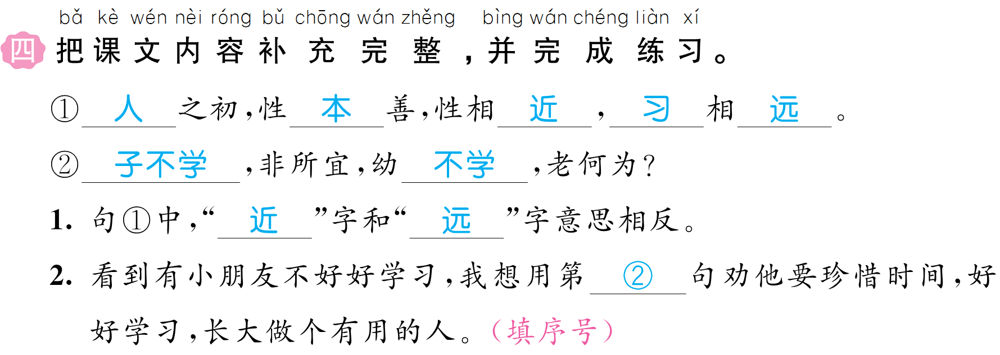 bǎ kè wén nèi róng bǔ chōng wán zhěng bìng wán chéng liàn xí
四 把课文内容补充完整,并完成练习。
① 人 之初,性 本 善,性相 近 , 习 相 远 。
② 子不学 ,非所宜,幼 不学 ,老何为?
1. 句①中,“ 近 ”字和“ 远 ”字意思相反。
2. 看到有小朋友不好好学习,我想用第 ② 句劝他要珍惜时间,好
好学习,长大做个有用的人。(填序号)